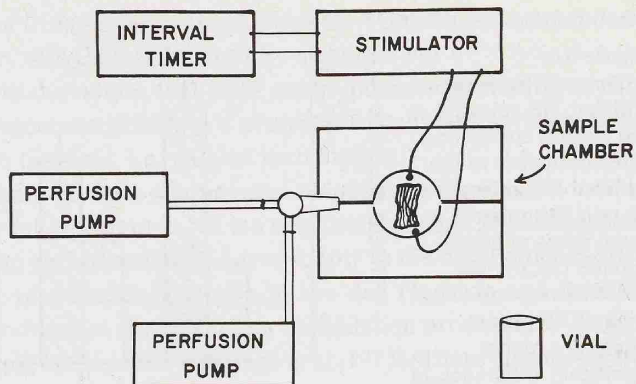 INTERVAL
TIMER
STIMULATOR
SAMPLE
CHAMBER
PERFUSION
PUMP
PERFUSION
PUMP
VIAL